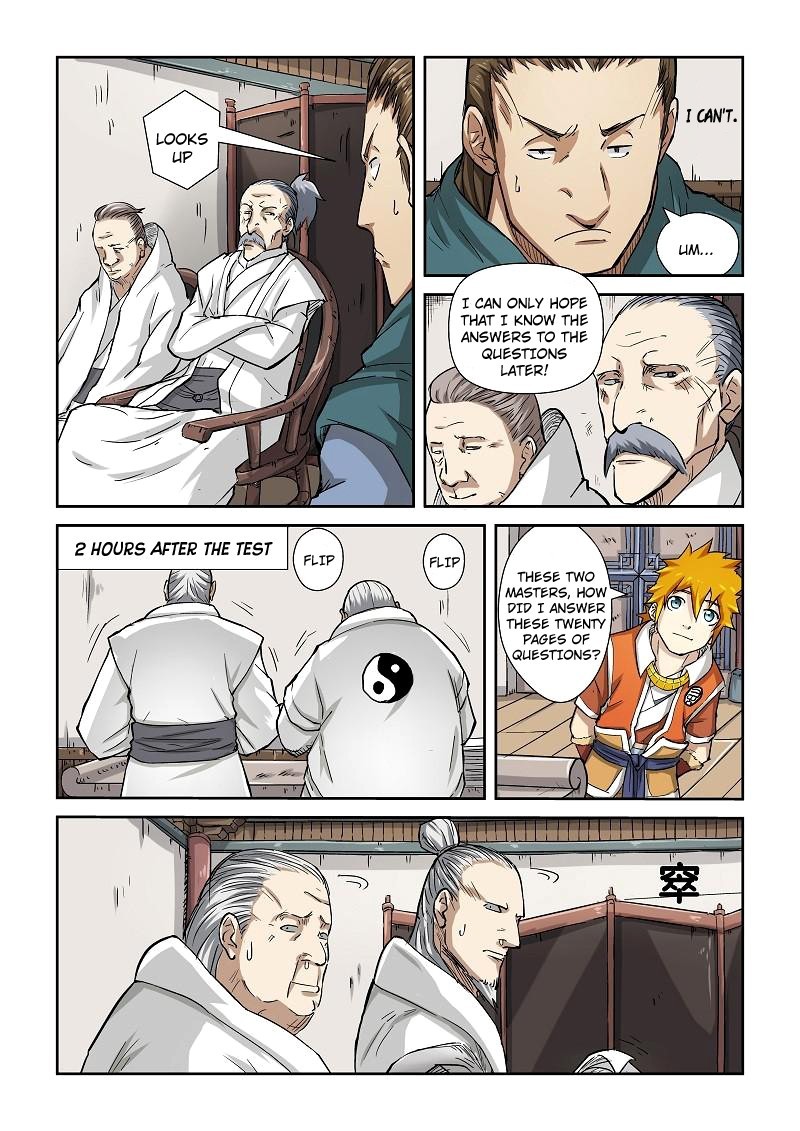 LOOKS
UP
I CAN'T.
UM...
I CAN ONLY HOPE
THAT I KNOW THE
ANSWERS TO THE
QUESTIONS
LATER!
2 HOURS AFTER THE TEST
FLIP
FLIP
THESE TWO
MASTERS, HOW
DID I ANSWER
THESE TWENTY
PAGES OF
QUESTIONS?